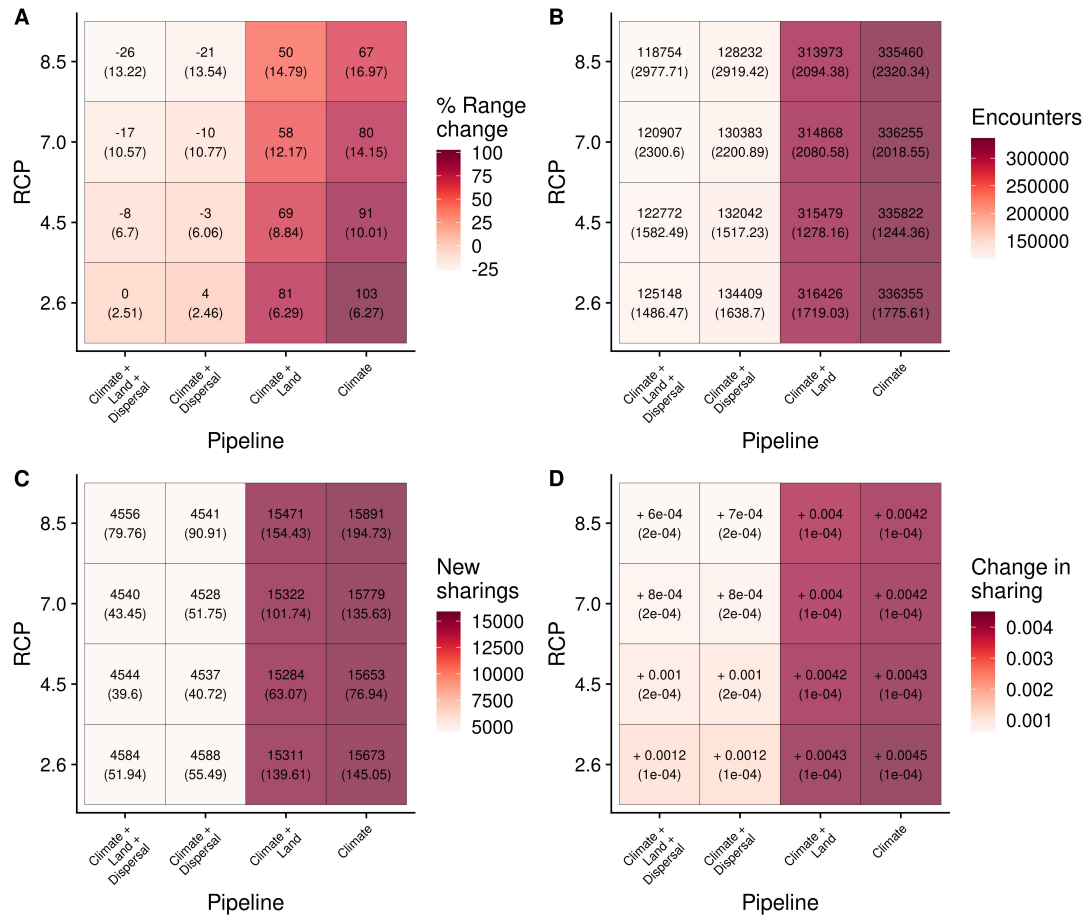 A
8.5
7.0
4.5
2.6
RCP
-26
(13.22)
-21
(13.54)
50
(14.79)
67
(16.97)
-17
(10.57)
-10
(10.77)
58
(12.17)
80
(14.15)
-8
(6.7)
-3
(6.06)
69
(8.84)
91
(10.01)
0
(2.51)
4
(2.46)
81
(6.29)
103
(6.27)
Climate +
Land +
Dispersal
Climate +
Dispersal
Climate +
Land
Climate
Pipeline
% Range
change
100
75
50
25
0
-25
B
8.5
7.0
4.5
2.6
RCP
118754
(2977.71)
128232
(2919.42)
313973
(2094.38)
335460
(2320.34)
120907
(2300.6)
130383
(2200.89)
314868
(2080.58)
336255
(2018.55)
122772
(1582.49)
132042
(1517.23)
315479
(1278.16)
335822
(1244.36)
125148
(1486.47)
134409
(1638.7)
316426
(1719.03)
336355
(1775.61)
Climate +
Land +
Dispersal
Climate +
Dispersal
Climate +
Land
Climate
Pipeline
Encounters
300000
250000
200000
150000
C
8.5
7.0
4.5
2.6
RCP
4556
(79.76)
4541
(90.91)
15471
(154.43)
15891
(194.73)
4540
(43.45)
4528
(51.75)
15322
(101.74)
15779
(135.63)
4544
(39.6)
4537
(40.72)
15284
(63.07)
15653
(76.94)
4584
(51.94)
4588
(55.49)
15311
(139.61)
15673
(145.05)
Climate +
Land +
Dispersal
Climate +
Dispersal
Climate +
Land
Climate
Pipeline
New
sharings
15000
10000
7500
5000
D
8.5
7.0
4.5
2.6
RCP
+ 6e-04
(2e-04)
+ 7e-04
(2e-04)
+ 0.004
(1e-04)
+ 0.0042
(1e-04)
+ 8e-04
(2e-04)
+ 8e-04
(2e-04)
+ 0.004
(1e-04)
+ 0.0042
(1e-04)
+ 0.001
(2e-04)
+ 0.001
(2e-04)
+ 0.0042
(1e-04)
+ 0.0043
(1e-04)
+ 0.0012
(1e-04)
+ 0.0012
(1e-04)
+ 0.0043
(1e-04)
+ 0.0045
(1e-04)
Climate +
Land +
Dispersal
Climate +
Dispersal
Climate +
Land
Climate
Pipeline
Change in
sharing
0.004
0.003
0.002
0.001